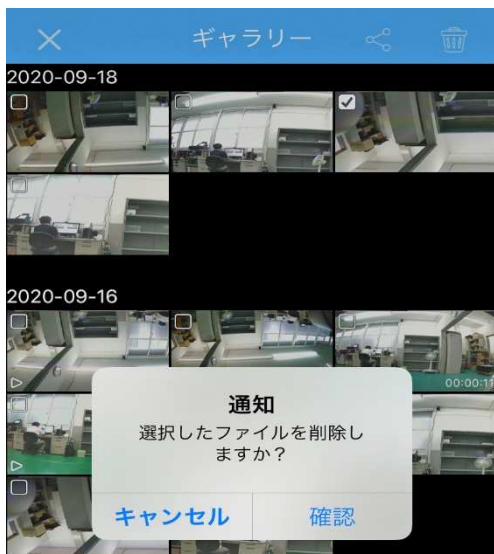 ギャラリー
2020-09-18
2020-09-16
00:00:11
通知
選択したファイルを削除し
ますか？
キャンセル 確認